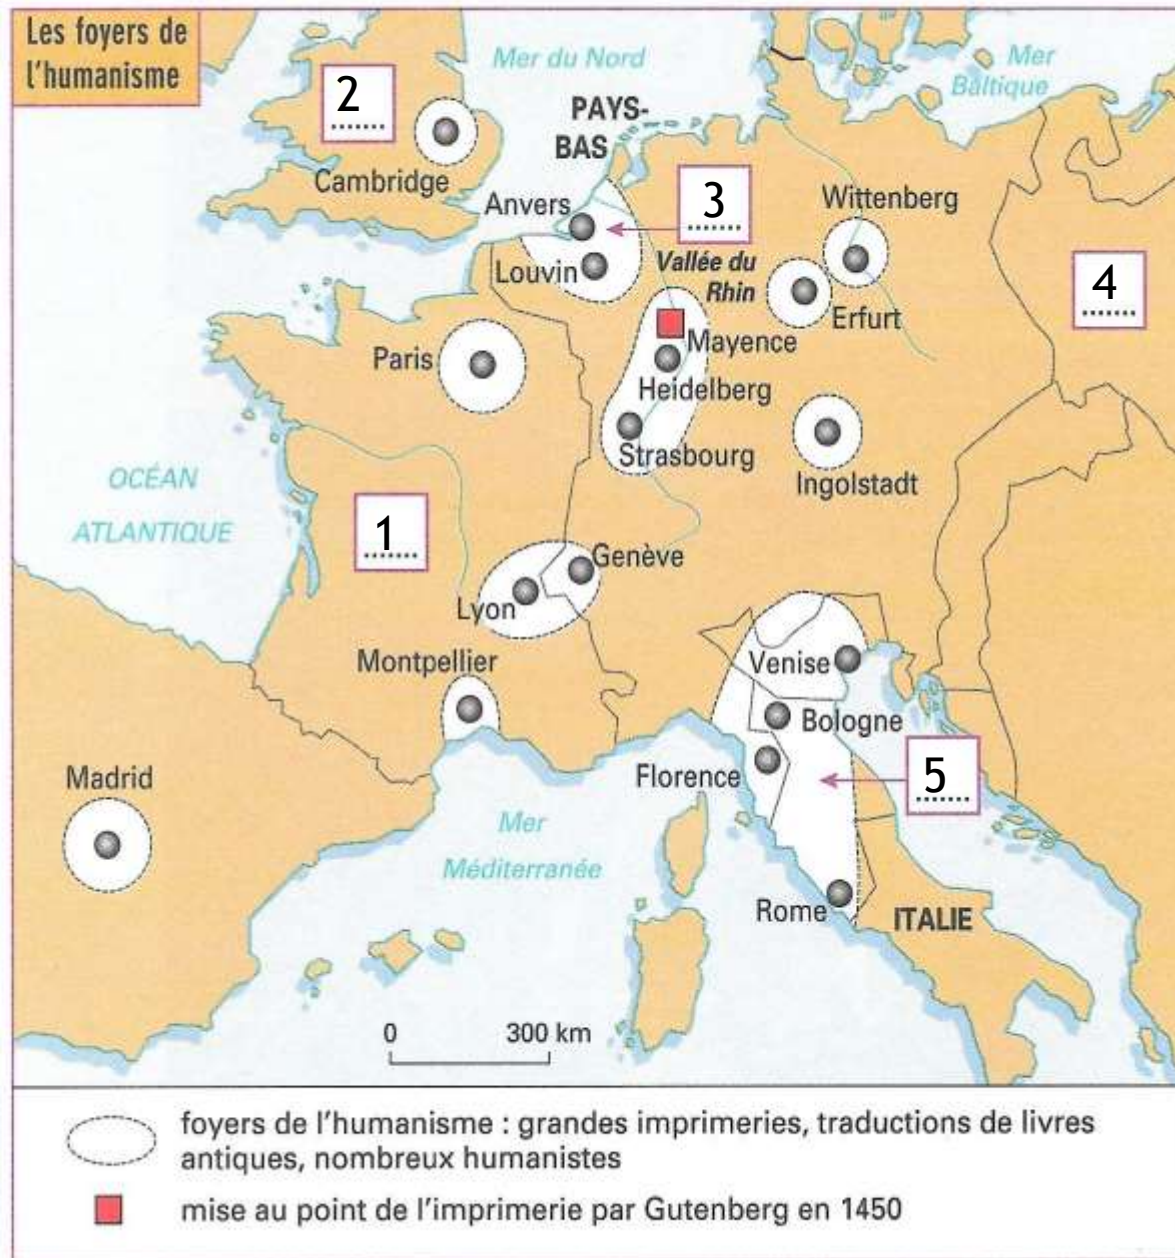 Les foyers de
l'humanisme
Mer du Nord
Mer
Baltique
2
........
PAYS-
BAS
Cambridge
Anvers
3
........
Wittenberg
Louvin
Vallée du
Rhin
4
........
Erfurt
Mayence
Paris
Heidelberg
Strasbourg
Ingolstadt
OCÉAN
ATLANTIQUE
1
........
Genève
Lyon
Montpellier
Venise
Bologne
Madrid
Florence
5
........
Mer
Méditerranée
Rome
ITALIE
0 300 km
foyers de l'humanisme : grandes imprimeries, traductions de livres
antiques, nombreux humanistes
mise au point de l'imprimerie par Gutenberg en 1450